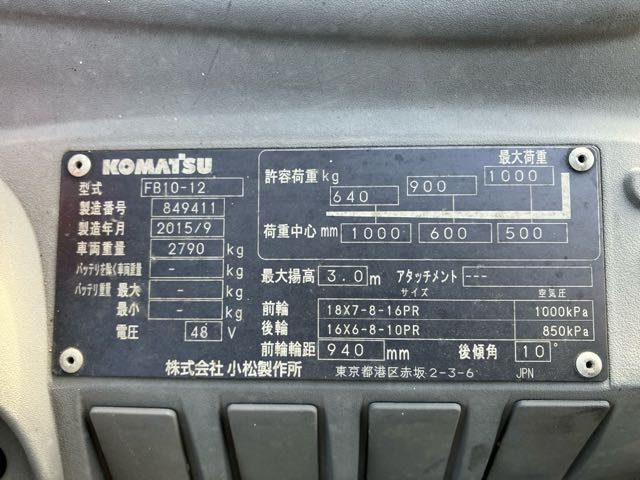 KOMATSU
型式 FB10-12
製造番号 849411
製造年月 2015/9
車両重量 2790 kg
バッテリを除く車両重量 - kg
バッテリ重量 最大 - kg
最小 - kg
電圧 48 V
最大荷重
許容荷重 kg 640 900 1000
荷重中心 mm 1000 600 500
最大揚高 3.0 m アタッチメント ---
サイズ 空気圧
前輪 18X7-8-16PR 1000kPa
後輪 16X6-8-10PR 850kPa
前輪輪距 940 mm 後傾角 10°
株式会社 小松製作所 東京都港区赤坂2-3-6 JPN